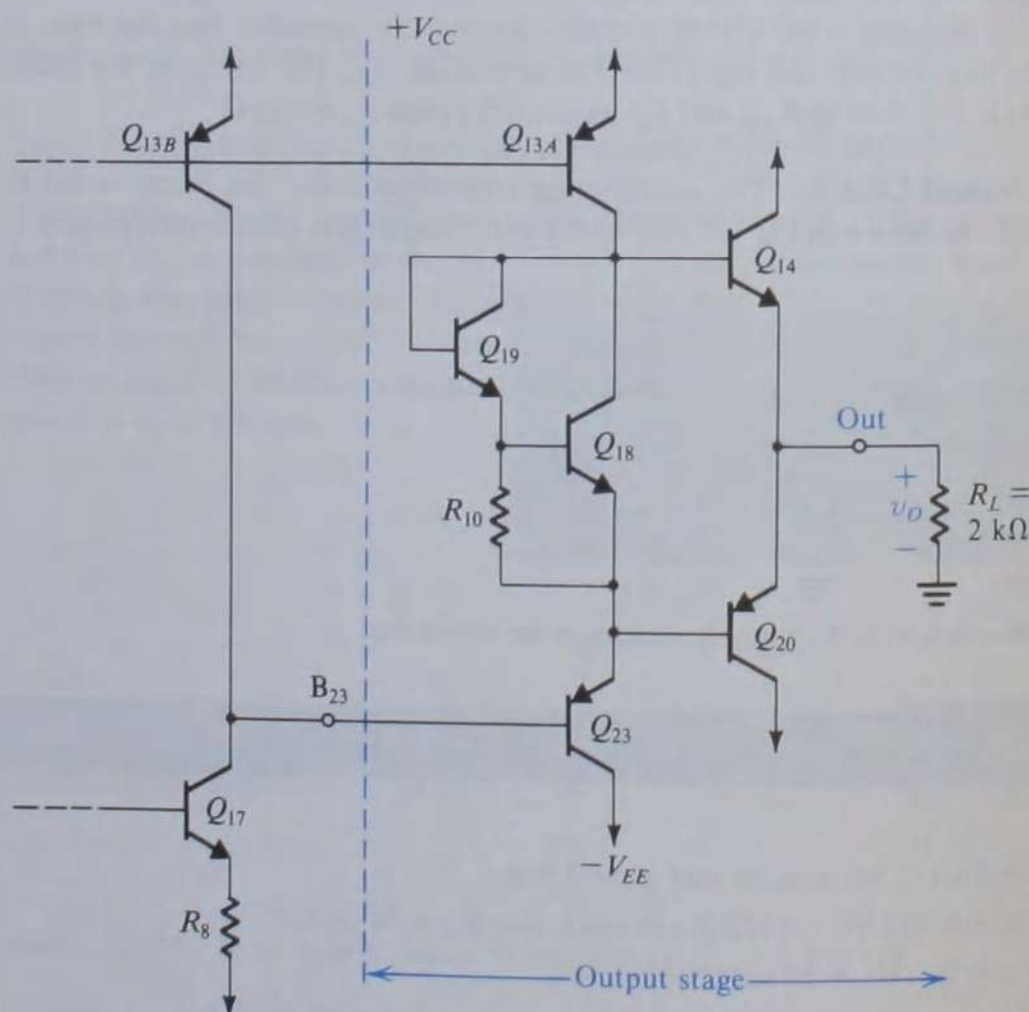 +V_CC
Q_13B
Q_13A
Q_14
Q_19
Q_18
Out
+
v_O
−
R_L =
2 kΩ
R_10
Q_20
B_23
Q_23
Q_17
−V_EE
R_8
Output stage